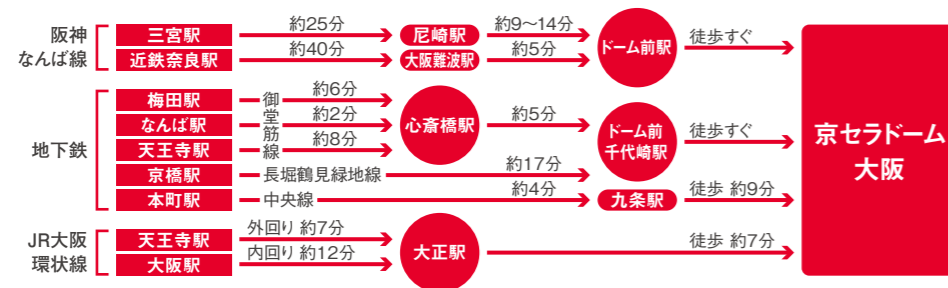 阪神
なんば線
三宮駅
約25分
尼崎駅
約9～14分
近鉄奈良駅
約40分
大阪難波駅
約5分
ドーム前駅
徒歩すぐ
地下鉄
梅田駅
約6分
なんば駅
約2分
天王寺駅
約8分
御堂筋線
心斎橋駅
約5分
京橋駅
長堀鶴見緑地線
約17分
ドーム前
千代崎駅
徒歩すぐ
本町駅
中央線
約4分
九条駅
徒歩 約9分
JR大阪
環状線
天王寺駅
外回り 約7分
大阪駅
内回り 約12分
大正駅
徒歩 約7分
京セラドーム
大阪